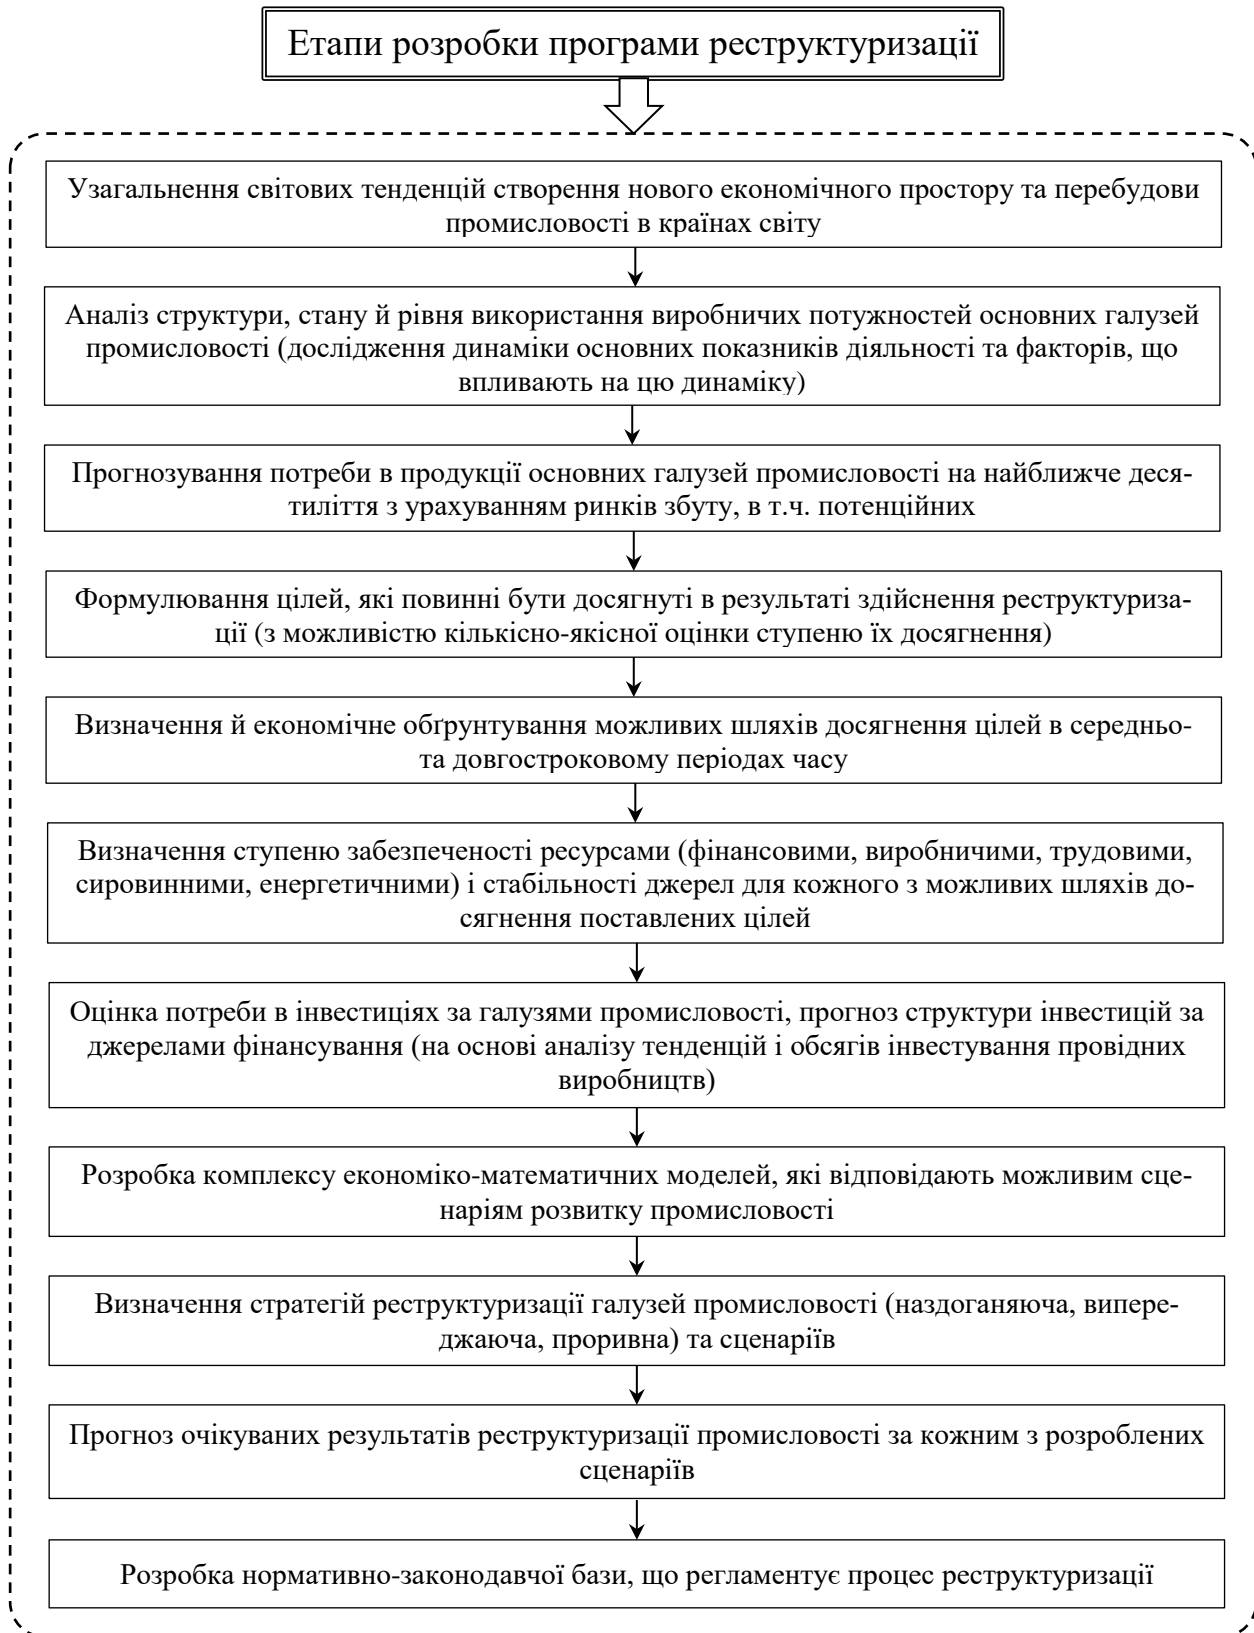 Етапи розробки програми реструктуризації
Узагальнення світових тенденцій створення нового економічного простору та перебудови
промисловості в країнах світу
Аналіз структури, стану й рівня використання виробничих потужностей основних галузей
промисловості (дослідження динаміки основних показників діяльності та факторів, що
впливають на цю динаміку)
Прогнозування потреби в продукції основних галузей промисловості на найближче деся-
тиліття з урахуванням ринків збуту, в т.ч. потенційних
Формулювання цілей, які повинні бути досягнуті в результаті здійснення реструктуриза-
ції (з можливістю кількісно-якісної оцінки ступеню їх досягнення)
Визначення й економічне обґрунтування можливих шляхів досягнення цілей в середньо-
та довгостроковому періодах часу
Визначення ступеню забезпеченості ресурсами (фінансовими, виробничими, трудовими,
сировинними, енергетичними) і стабільності джерел для кожного з можливих шляхів до-
сягнення поставлених цілей
Оцінка потреби в інвестиціях за галузями промисловості, прогноз структури інвестицій за
джерелами фінансування (на основі аналізу тенденцій і обсягів інвестування провідних
виробництв)
Розробка комплексу економіко-математичних моделей, які відповідають можливим сце-
наріям розвитку промисловості
Визначення стратегій реструктуризації галузей промисловості (наздоганяюча, випере-
джаюча, проривна) та сценаріїв
Прогноз очікуваних результатів реструктуризації промисловості за кожним з розроблених
сценаріїв
Розробка нормативно-законодавчої бази, що регламентує процес реструктуризації